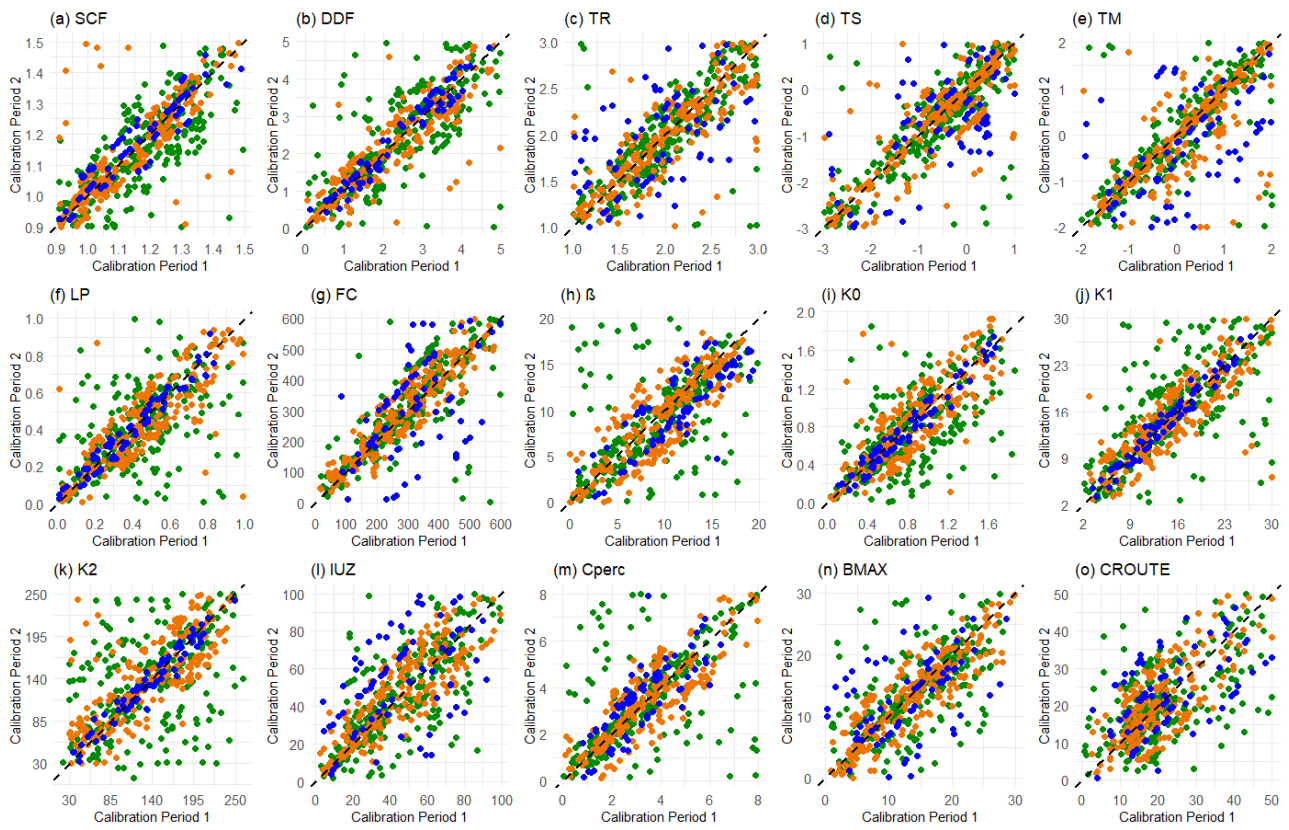 (a) SCF
(b) DDF
(c) TR
(d) TS
(e) TM
Calibration Period 2
1.5
1.4
1.3
1.2
1.1
1.0
0.9
0.9 1.0 1.1 1.2 1.3 1.4 1.5
Calibration Period 1
Calibration Period 2
5
4
3
2
1
0
0 1 2 3 4 5
Calibration Period 1
Calibration Period 2
3.0
2.5
2.0
1.5
1.0
1.0 1.5 2.0 2.5 3.0
Calibration Period 1
Calibration Period 2
1
0
-1
-2
-3
-3 -2 -1 0 1
Calibration Period 1
Calibration Period 2
2
1
0
-1
-2
-2 -1 0 1 2
Calibration Period 1
(f) LP
(g) FC
(h) ß
(i) K0
(j) K1
Calibration Period 2
1.0
0.8
0.6
0.4
0.2
0.0
0.0 0.2 0.4 0.6 0.8 1.0
Calibration Period 1
Calibration Period 2
600
500
400
300
200
100
0
0 100 200 300 400 500 600
Calibration Period 1
Calibration Period 2
20
15
10
5
0
0 5 10 15 20
Calibration Period 1
Calibration Period 2
2.0
1.6
1.2
0.8
0.4
0.0
0.0 0.4 0.8 1.2 1.6
Calibration Period 1
Calibration Period 2
30
23
16
9
2
2 9 16 23 30
Calibration Period 1
(k) K2
(l) IUZ
(m) Cperc
(n) BMAX
(o) CROUTE
Calibration Period 2
250
195
140
85
30
30 85 140 195 250
Calibration Period 1
Calibration Period 2
100
80
60
40
20
0
0 20 40 60 80 100
Calibration Period 1
Calibration Period 2
8
6
4
2
0
0 2 4 6 8
Calibration Period 1
Calibration Period 2
30
20
10
0
0 10 20 30
Calibration Period 1
Calibration Period 2
50
40
30
20
10
0
0 10 20 30 40 50
Calibration Period 1